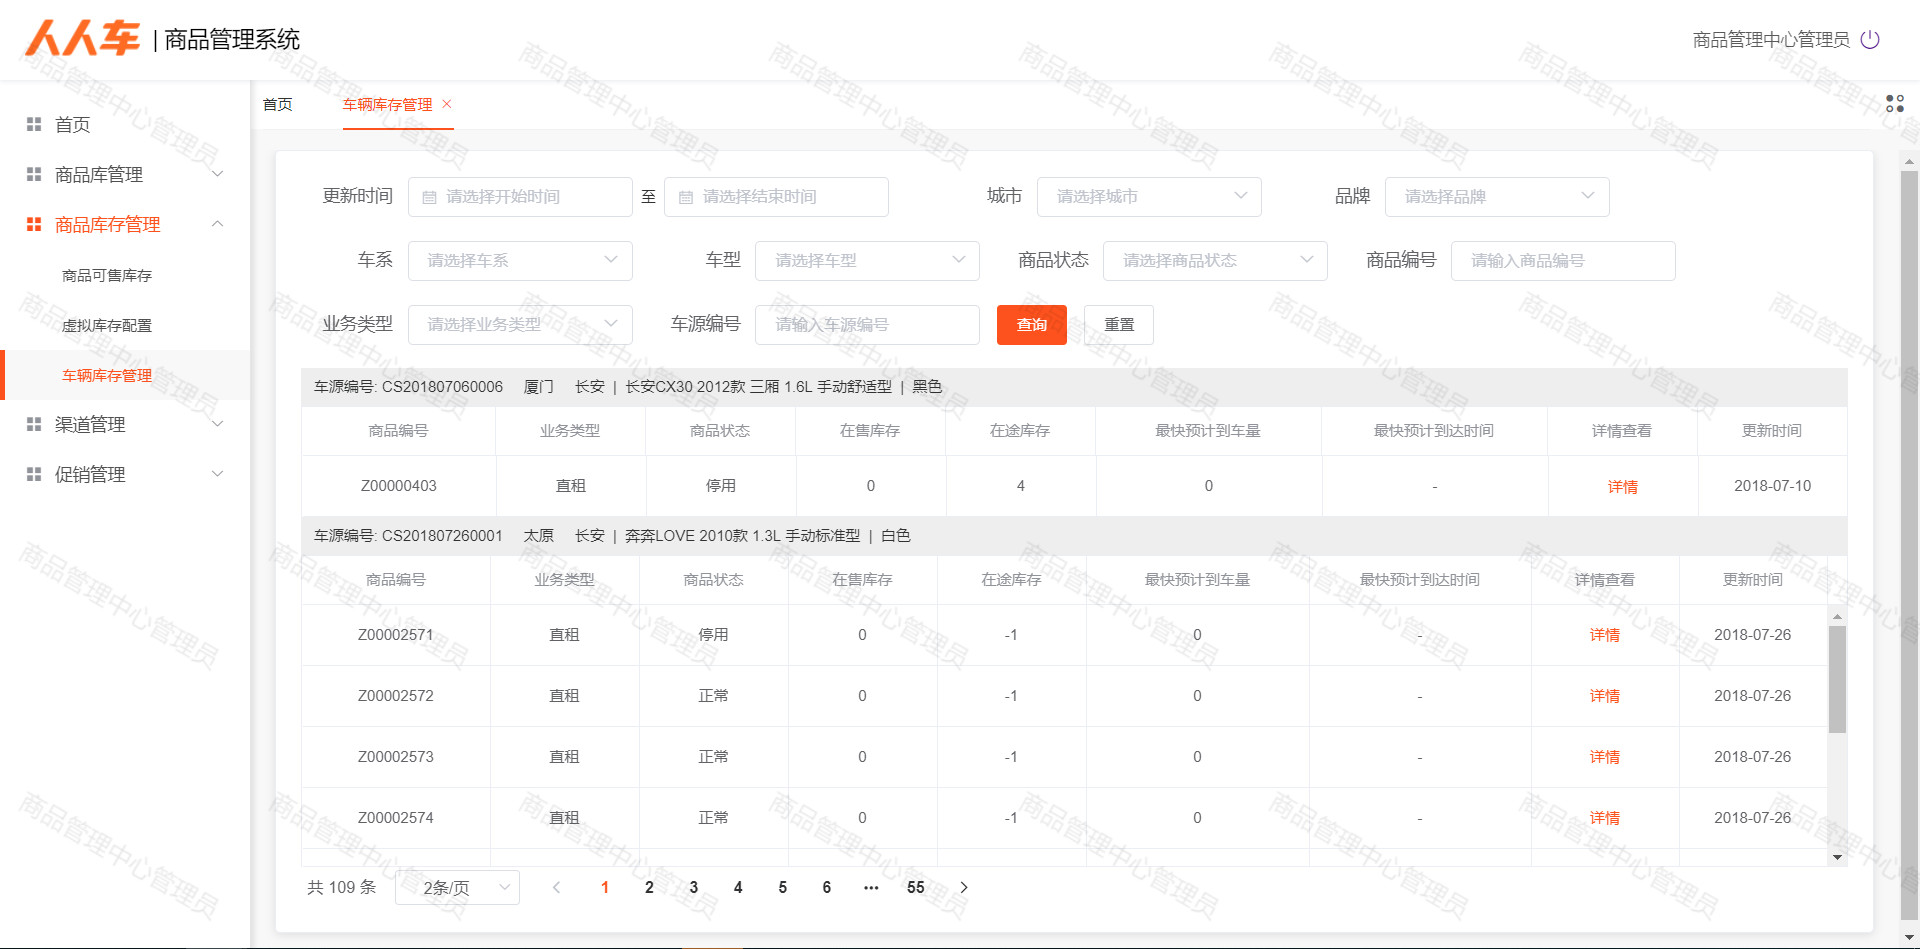 人人车 | 商品管理系统
商品管理中心管理员
首页
商品库管理
商品库存管理
商品可售库存
虚拟库存配置
车辆库存管理
渠道管理
促销管理
首页 车辆库存管理
更新时间 请选择开始时间 至 请选择结束时间 城市 请选择城市 品牌 请选择品牌
车系 请选择车系 车型 请选择车型 商品状态 请选择商品状态 商品编号 请输入商品编号
业务类型 请选择业务类型 车源编号 请输入车源编号 查询 重置
车源编号: CS201807060006 厦门 长安 | 长安CX30 2012款 三厢 1.6L 手动舒适型 | 黑色
商品编号 业务类型 商品状态 在售库存 在途库存 最快预计到车量 最快预计到达时间 详情查看 更新时间
Z00000403 直租 停用 0 4 0 - 详情 2018-07-10
车源编号: CS201807260001 太原 长安 | 奔奔LOVE 2010款 1.3L 手动标准型 | 白色
商品编号 业务类型 商品状态 在售库存 在途库存 最快预计到车量 最快预计到达时间 详情查看 更新时间
Z00002571 直租 停用 0 -1 0 - 详情 2018-07-26
Z00002572 直租 正常 0 -1 0 - 详情 2018-07-26
Z00002573 直租 正常 0 -1 0 - 详情 2018-07-26
Z00002574 直租 正常 0 -1 0 - 详情 2018-07-26
共 109 条 2条/页 1 2 3 4 5 6 ••• 55